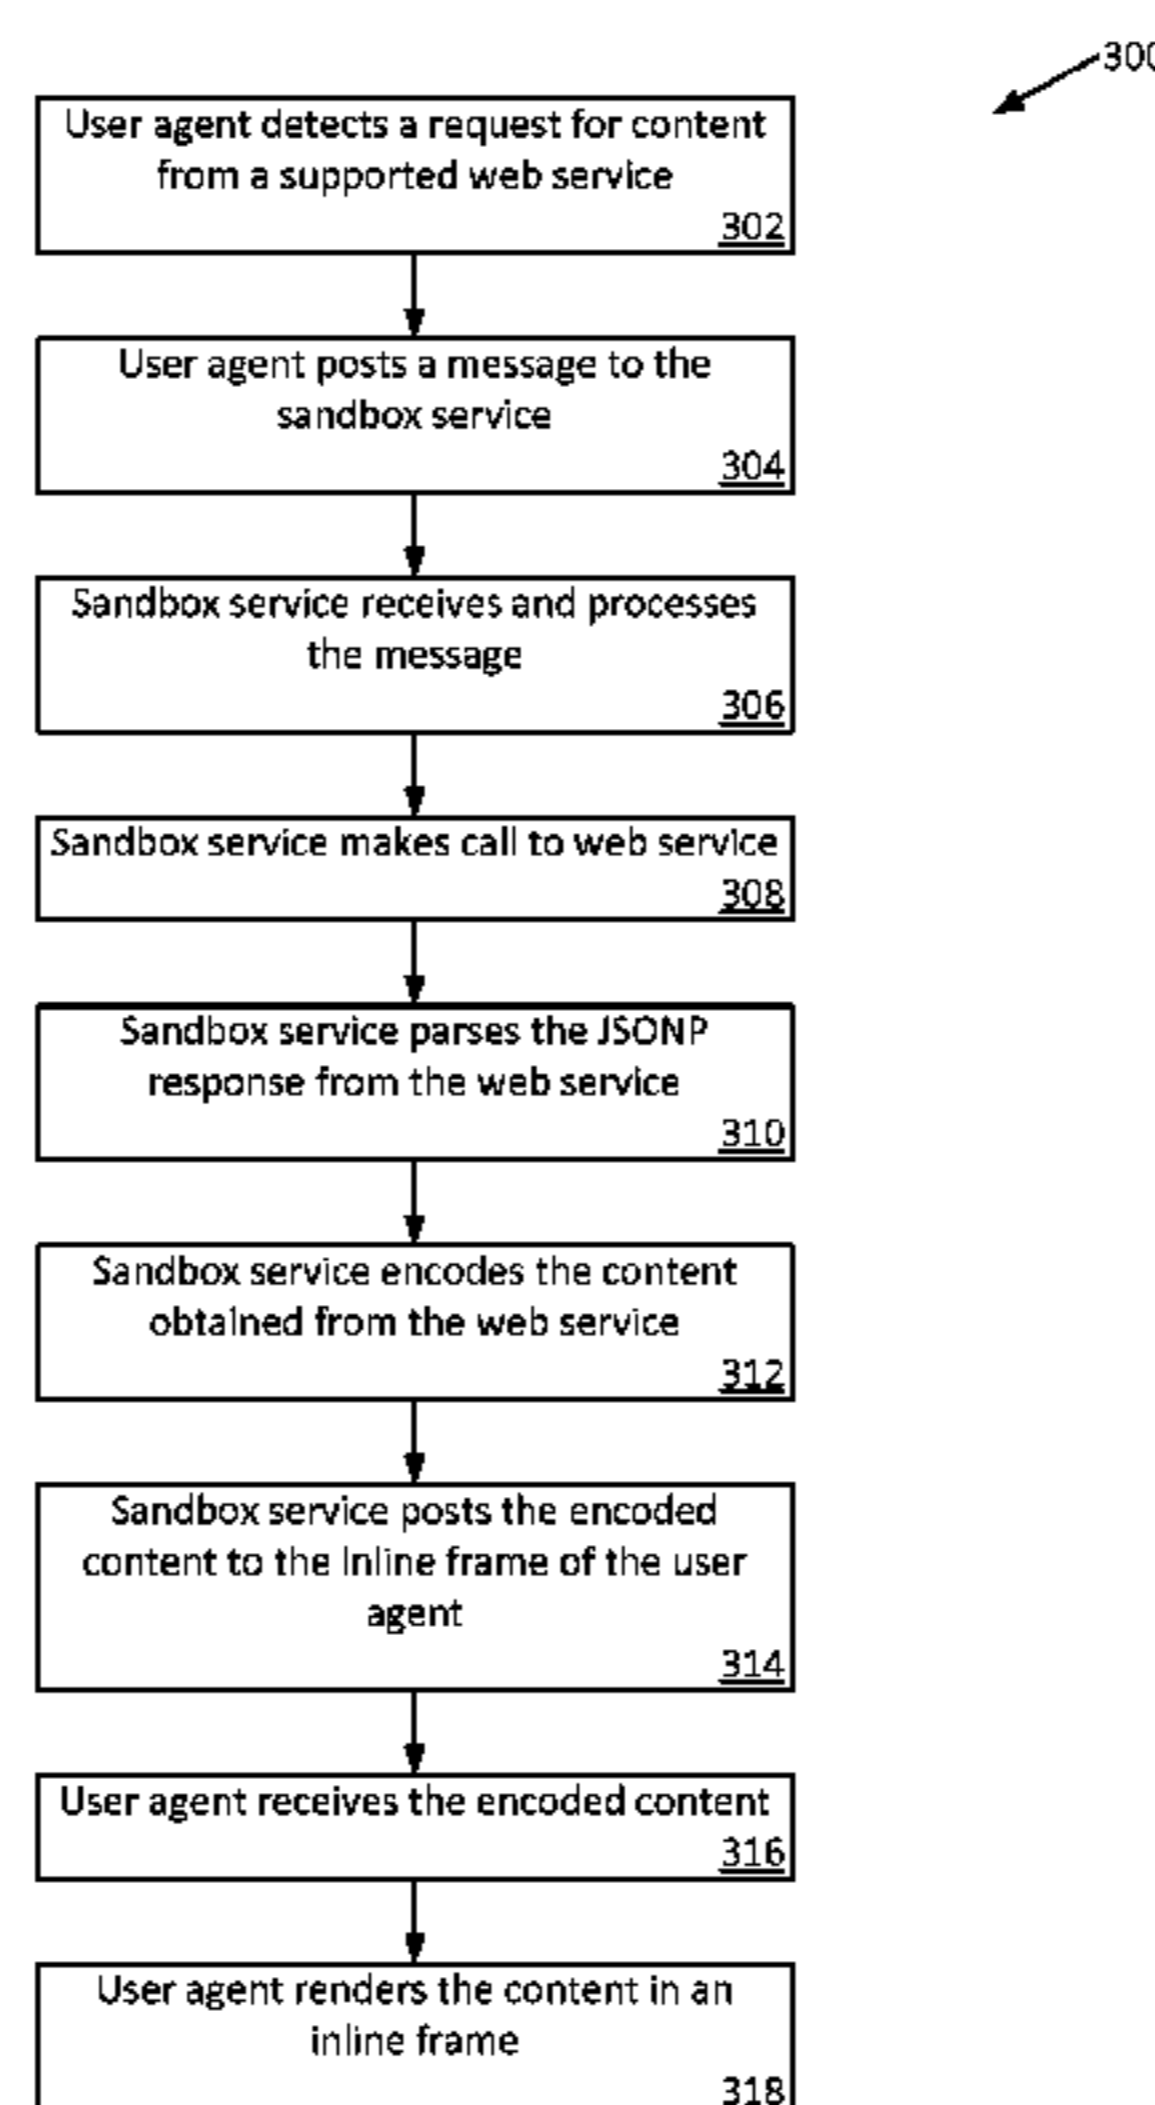 300
User agent detects a request for content
from a supported web service
302
User agent posts a message to the
sandbox service
304
Sandbox service receives and processes
the message
306
Sandbox service makes call to web service
308
Sandbox service parses the JSONP
response from the web service
310
Sandbox service encodes the content
obtained from the web service
312
Sandbox service posts the encoded
content to the inline frame of the user
agent
314
User agent receives the encoded content
316
User agent renders the content in an
inline frame
318